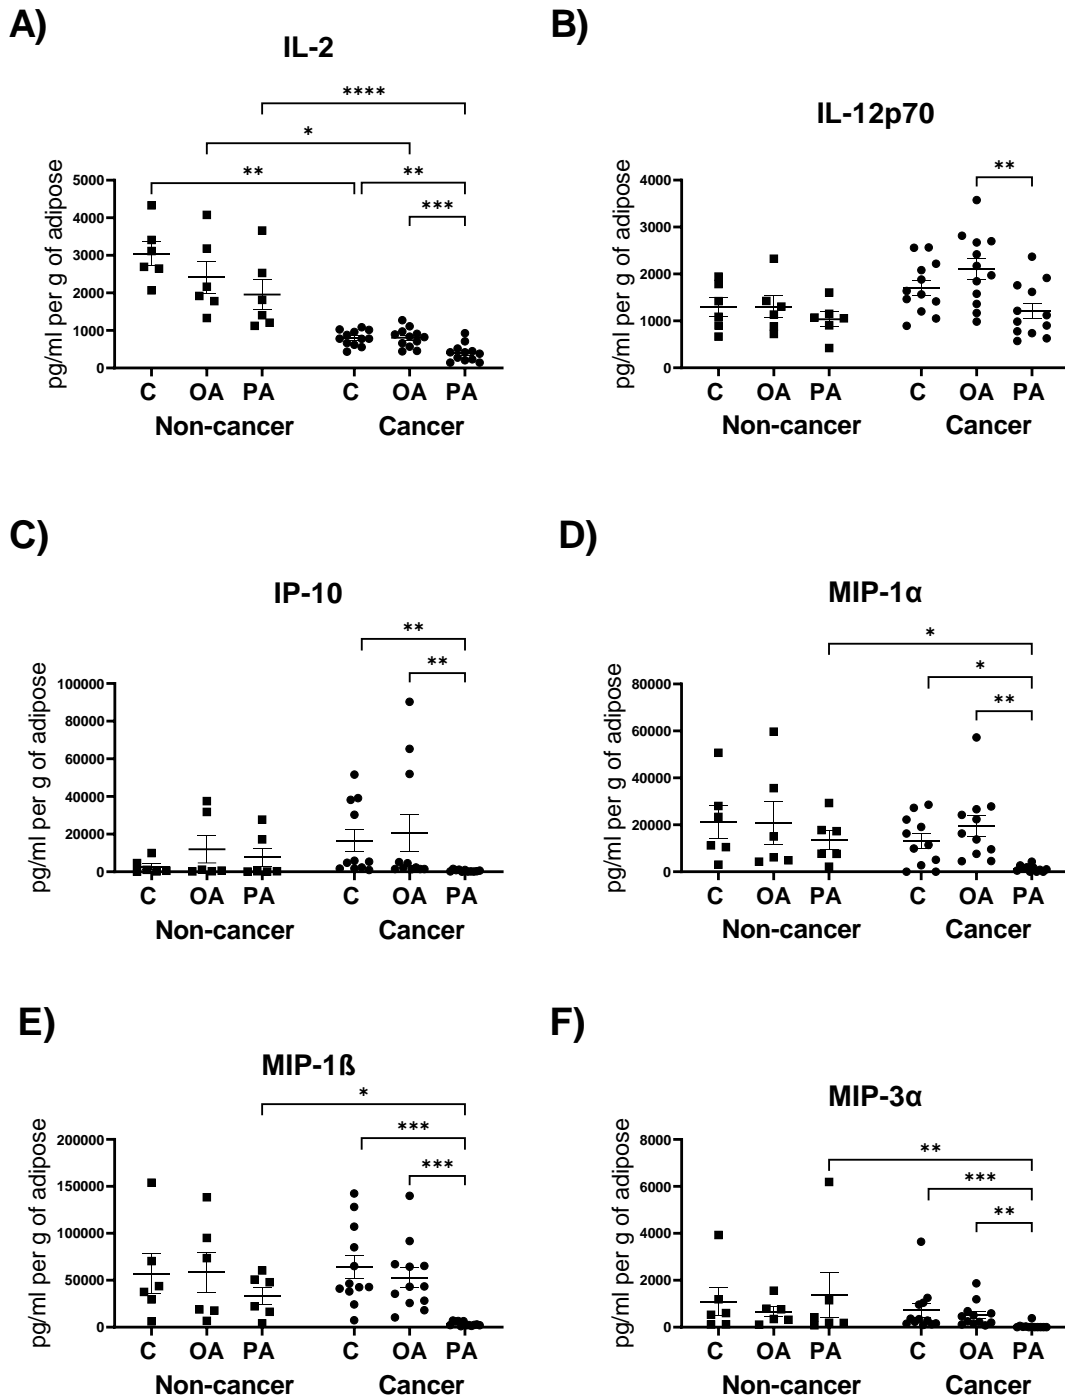 A)
IL-2
****
*
** **
***
pg/ml per g of adipose
5000
4000
3000
2000
1000
0
C OA PA C OA PA
Non-cancer Cancer
B)
IL-12p70
**
pg/ml per g of adipose
4000
3000
2000
1000
0
C OA PA C OA PA
Non-cancer Cancer
C)
IP-10
**
**
pg/ml per g of adipose
100000
80000
60000
40000
20000
0
C OA PA C OA PA
Non-cancer Cancer
D)
MIP-1α
*
*
**
pg/ml per g of adipose
80000
60000
40000
20000
0
C OA PA C OA PA
Non-cancer Cancer
E)
MIP-1ß
*
***
***
pg/ml per g of adipose
200000
150000
100000
50000
0
C OA PA C OA PA
Non-cancer Cancer
F)
MIP-3α
**
***
**
pg/ml per g of adipose
8000
6000
4000
2000
0
C OA PA C OA PA
Non-cancer Cancer